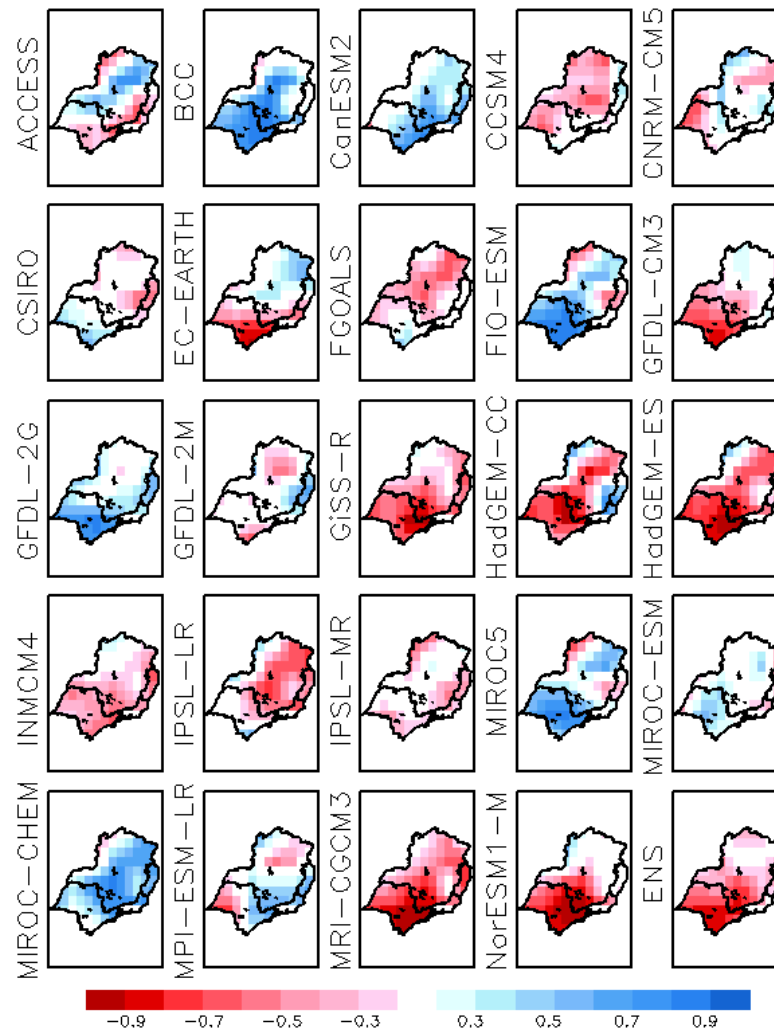 ACCESS
BCC
CanESM2
CCSM4
CNRM-CM5
CSIRO
EC-EARTH
FGOALS
FIO-ESM
GFDL-CM3
GFDL-2G
GFDL-2M
GiSS-R
HadGEM-CC
HadGEM-ES
INMCM4
IPSL-LR
IPSL-MR
MIROC5
MIROC-ESM
MIROC-CHEM
MPI-ESM-LR
MRI-CGCM3
NorESM1-M
ENS
-0.9 -0.7 -0.5 -0.3 0.3 0.5 0.7 0.9